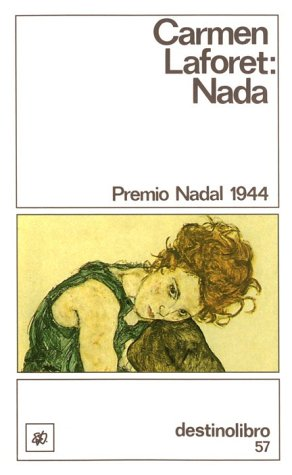 Carmen
Laforet:
Nada
Premio Nadal 1944
destinolibro
57